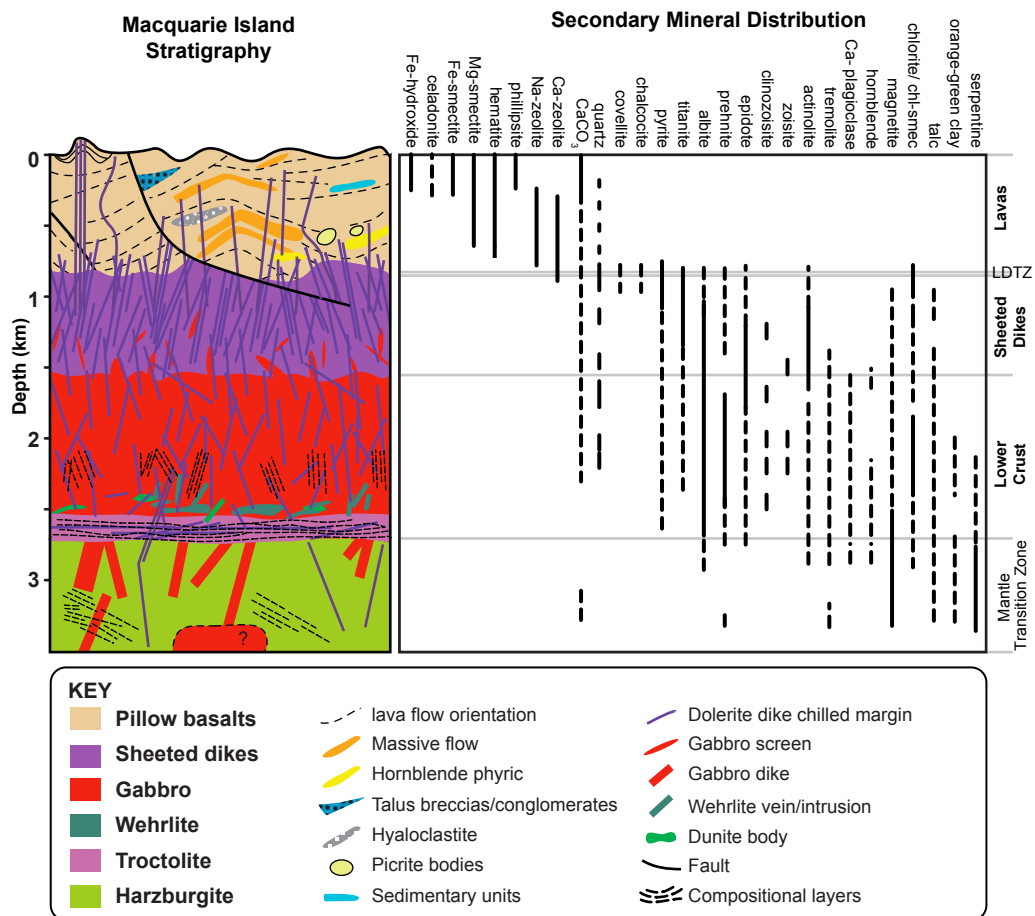 Macquarie Island
Stratigraphy
Secondary Mineral Distribution
Fe-hydroxide
celadonite
Fe-smectite
Mg-smectite
hematite
phillipsite
Na-zeolite
Ca-zeolite
CaCO3
quartz
covellite
chalcocite
pyrite
titanite
albite
prehnite
epidote
clinozoisite
zoisite
actinolite
tremolite
Ca- plagioclase
hornblende
chlorite/ chl-smec
magnetite
talc
orange-green clay
serpentine
Depth (km)
0
1
2
3
?
Lavas
LDTZ
Sheeted
Dikes
Lower
Crust
Mantle
Transition Zone
KEY
Pillow basalts
Sheeted dikes
Gabbro
Wehrlite
Troctolite
Harzburgite
lava flow orientation
Massive flow
Hornblende phyric
Talus breccias/conglomerates
Hyaloclastite
Picrite bodies
Sedimentary units
Dolerite dike chilled margin
Gabbro screen
Gabbro dike
Wehrlite vein/intrusion
Dunite body
Fault
Compositional layers